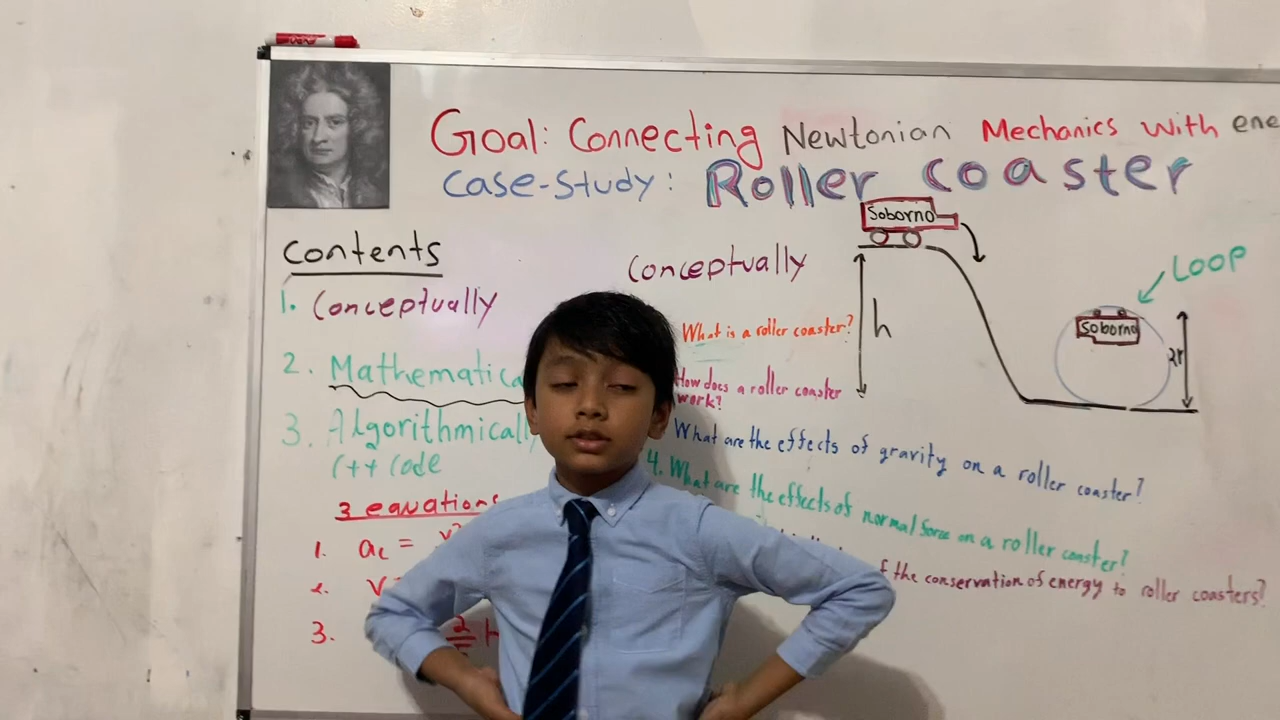 Goal: Connecting Newtonian Mechanics with ene
Case-Study: Roller coaster
Soborno
Contents
Conceptually
LOOP
1. Conceptually
h
Soborno
What is a roller coaster?
2r
2. Mathematica
How does a roller coaster
work?
3. Algorithmically
C++ Code
What are the effects of gravity on a roller coaster?
4. What are the effects of normal force on a roller coaster?
3 equations
1. ac = v²
f the conservation of energy to roller coasters?
2. V
3. 2 h